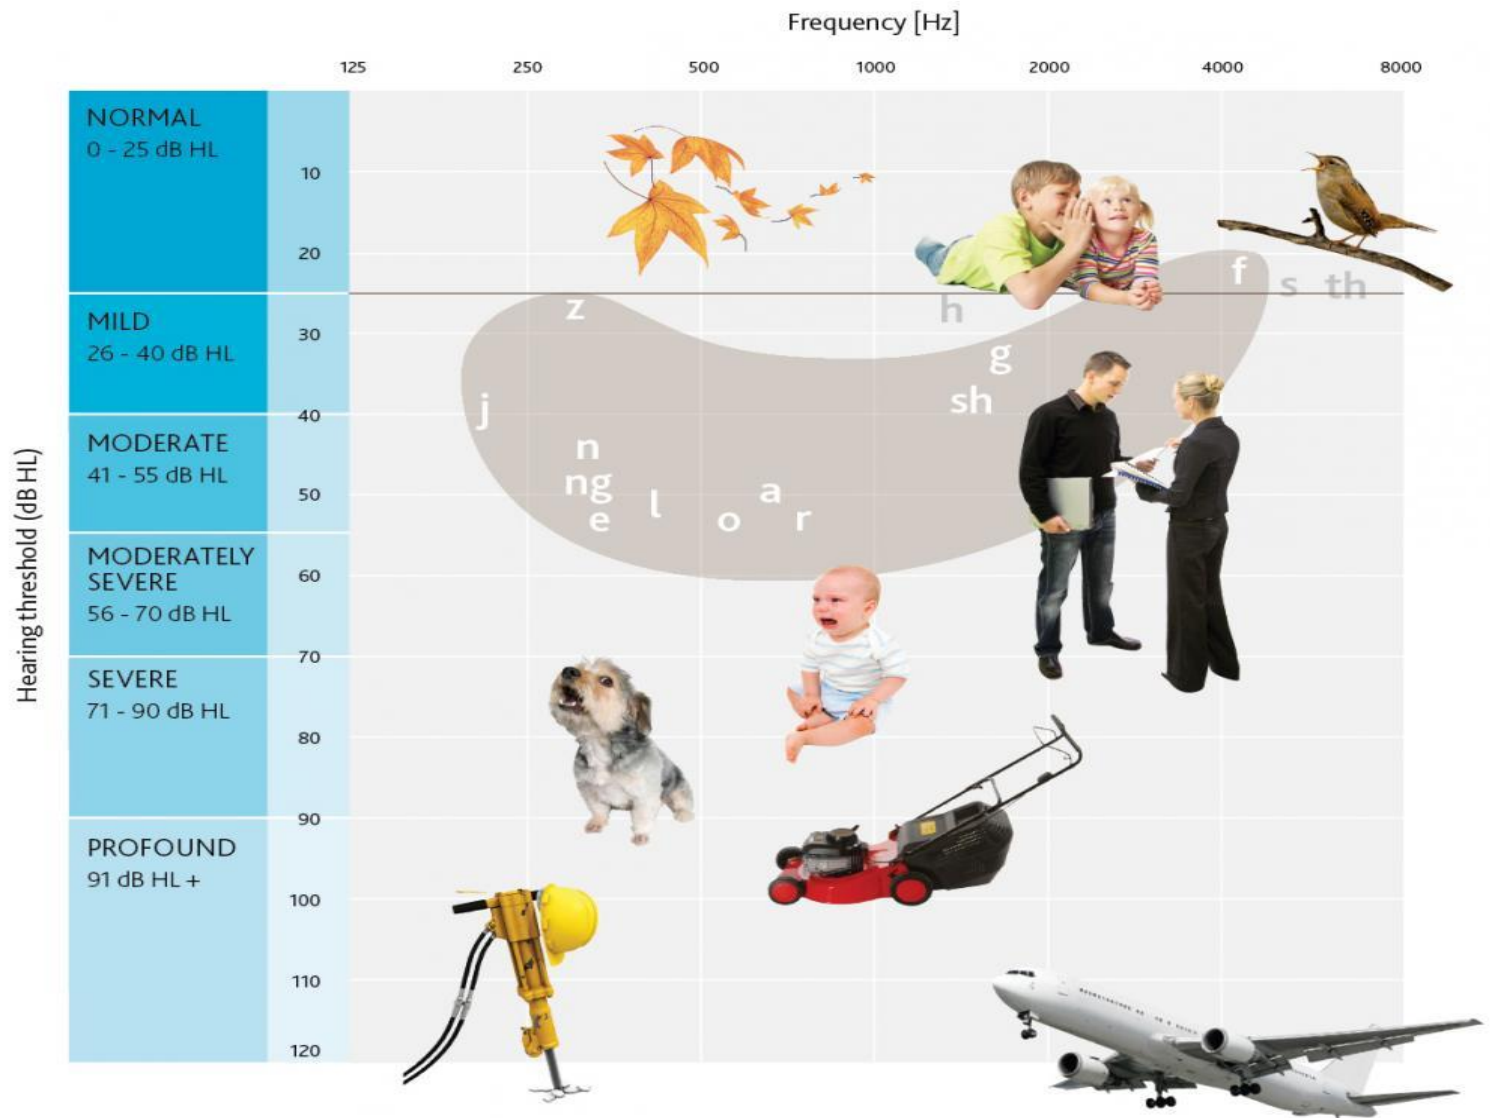 Frequency [Hz]
125 250 500 1000 2000 4000 8000
Hearing threshold (dB HL)
NORMAL
0 - 25 dB HL
10
20
f
s th
z
h
MILD
26 - 40 dB HL
30
g
sh
j
40
MODERATE
41 - 55 dB HL
n
ng
50
a
l
e
o
r
MODERATELY
SEVERE
56 - 70 dB HL
60
70
SEVERE
71 - 90 dB HL
80
90
PROFOUND
91 dB HL +
100
110
120